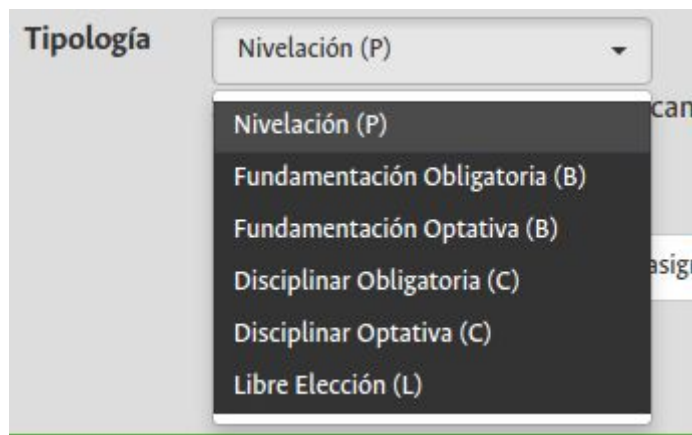 Tipología
Nivelación (P)
Nivelación (P)
Fundamentación Obligatoria (B)
Fundamentación Optativa (B)
Disciplinar Obligatoria (C)
Disciplinar Optativa (C)
Libre Elección (L)